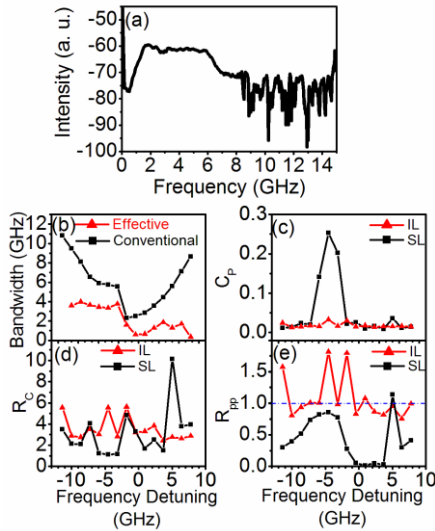 -50
-60
-70
-80
-90
-100
Intensity (a. u.)
(a)
0 2 4 6 8 10 12 14
Frequency (GHz)
Bandwidth (GHz)
12
10
8
6
4
2
0
(b)
Effective
Conventional
C_P
0.3
0.2
0.1
0.0
(c)
IL
SL
R_C
10
8
6
4
2
0
(d)
IL
SL
-10 -5 0 5 10
Frequency Detuning
(GHz)
R_pp
1.5
1.0
0.5
0.0
(e)
IL
SL
-10 -5 0 5 10
Frequency Detuning
(GHz)